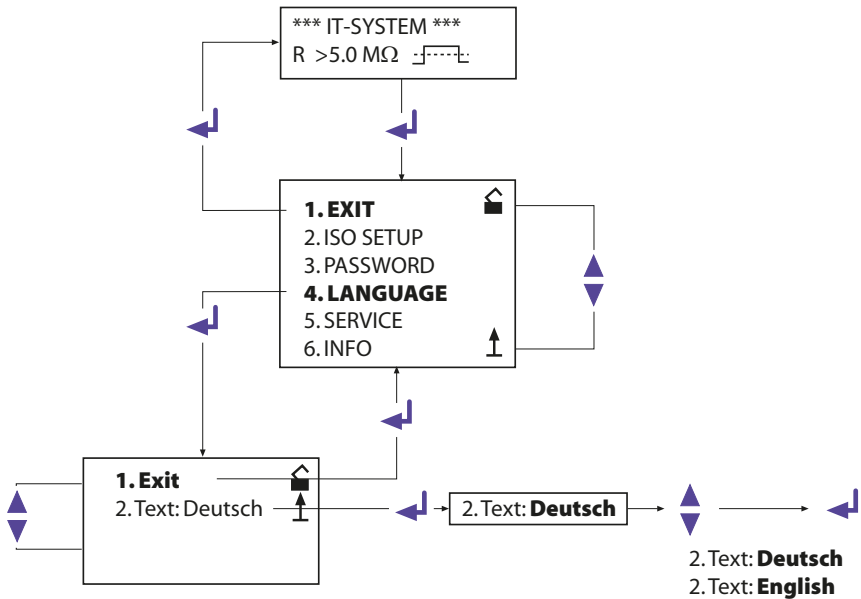 *** IT-SYSTEM ***
R >5.0 MΩ
1. EXIT
2. ISO SETUP
3. PASSWORD
4. LANGUAGE
5. SERVICE
6. INFO
1. Exit
2. Text: Deutsch
2. Text: Deutsch
2. Text: Deutsch
2. Text: English